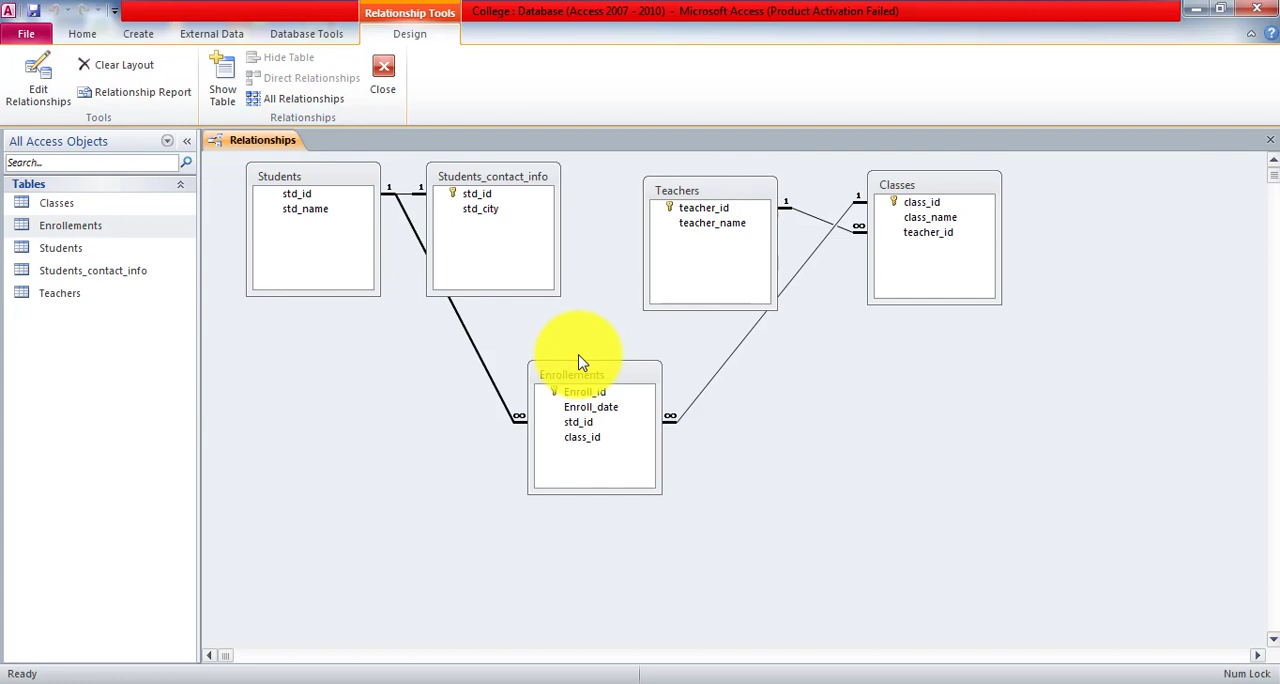 Relationship Tools
College : Database (Access 2007 - 2010) - Microsoft Access (Product Activation Failed)
File
Home
Create
External Data
Database Tools
Design
Edit
Relationships
Clear Layout
Relationship Report
Tools
Show
Table
Hide Table
Direct Relationships
All Relationships
Relationships
Close
All Access Objects
Search...
Tables
Classes
Enrollements
Students
Students_contact_info
Teachers
Relationships
Students
std_id
std_name
1
1
Students_contact_info
std_id
std_city
Teachers
teacher_id
teacher_name
1
∞
1
Classes
class_id
class_name
teacher_id
Enrollements
Enroll_id
Enroll_date
std_id
class_id
∞
∞
Ready
Num Lock